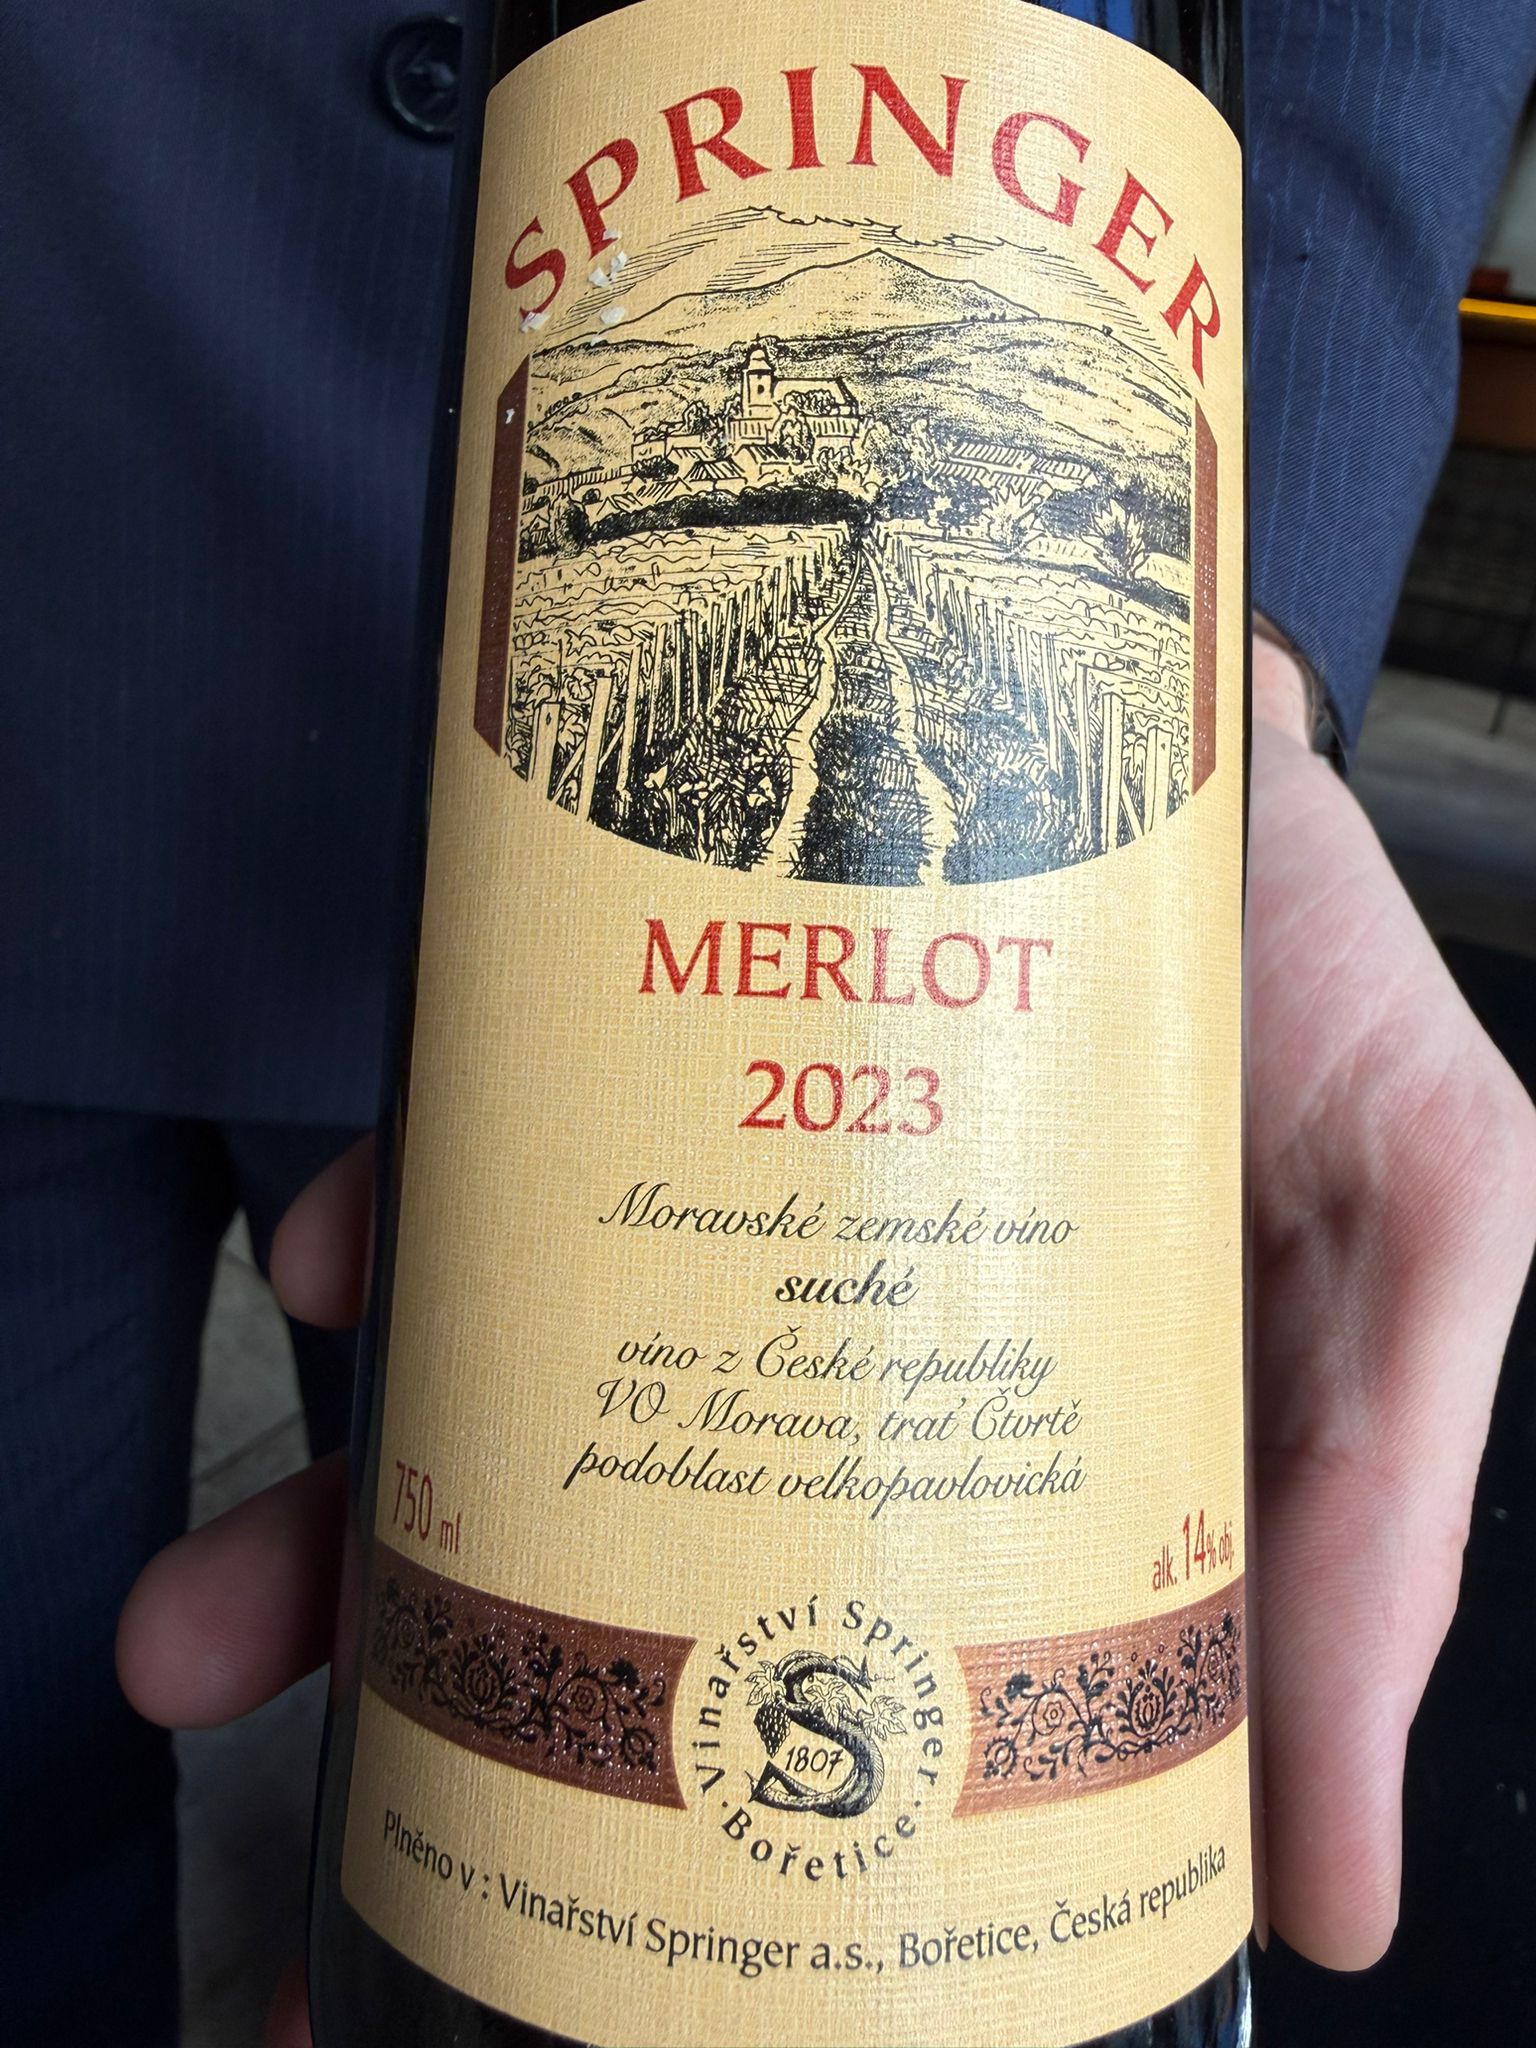 SPRINGER
MERLOT
2023
Moravské zemské víno
suché
víno z České republiky
VO Morava, trať Čtvrtě
podoblast velkopavlovická
750 ml
alk. 14% obj.
Vinařství Springer
1807
· Bořetice ·
Plněno v : Vinařství Springer a.s., Bořetice, Česká republika